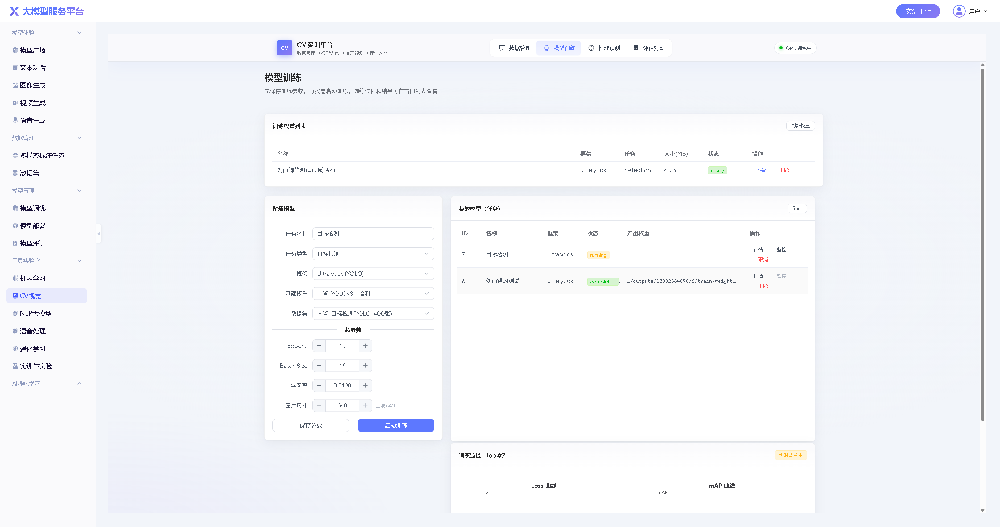 大模型服务平台
实训平台
用户
模型体验
模型广场
文本对话
图像生成
视频生成
语音生成
数据管理
多模态标注任务
数据集
模型管理
模型调优
模型部署
模型评测
工具实验室
机器学习
CV视觉
NLP大模型
语音处理
强化学习
实训与实验
AI趣味学习
CV
CV 实训平台
数据管理→模型训练→推理预测→评估对比
数据管理
模型训练
推理预测
评估对比
GPU 训练中
模型训练
先保存训练参数，再按需启动训练；训练过程和结果可在右侧列表查看。
训练权重列表
刷新权重
名称 框架 任务 大小(MB) 状态 操作
刘雨锡的测试 (训练 #6) ultralytics detection 6.23 ready 下载 删除
新建模型
任务名称 目标检测
任务类型 目标检测
框架 Ultralytics (YOLO)
基础权重 内置-YOLOv8n-检测
数据集 内置-目标检测(YOLO-400张)
超参数
Epochs 10
Batch Size 16
学习率 0.0120
图片尺寸 640 上限 640
保存参数
启动训练
我的模型（任务）
刷新
ID 名称 框架 状态 产出权重 操作
7 目标检测 ultralytics running — 详情 监控
取消
6 刘雨锡的测试 ultralytics completed ... …/outputs/18832564870/6/train/weight… 详情 监控
删除
训练监控 - Job #7
实时监控中
Loss 曲线
Loss
mAP 曲线
mAP